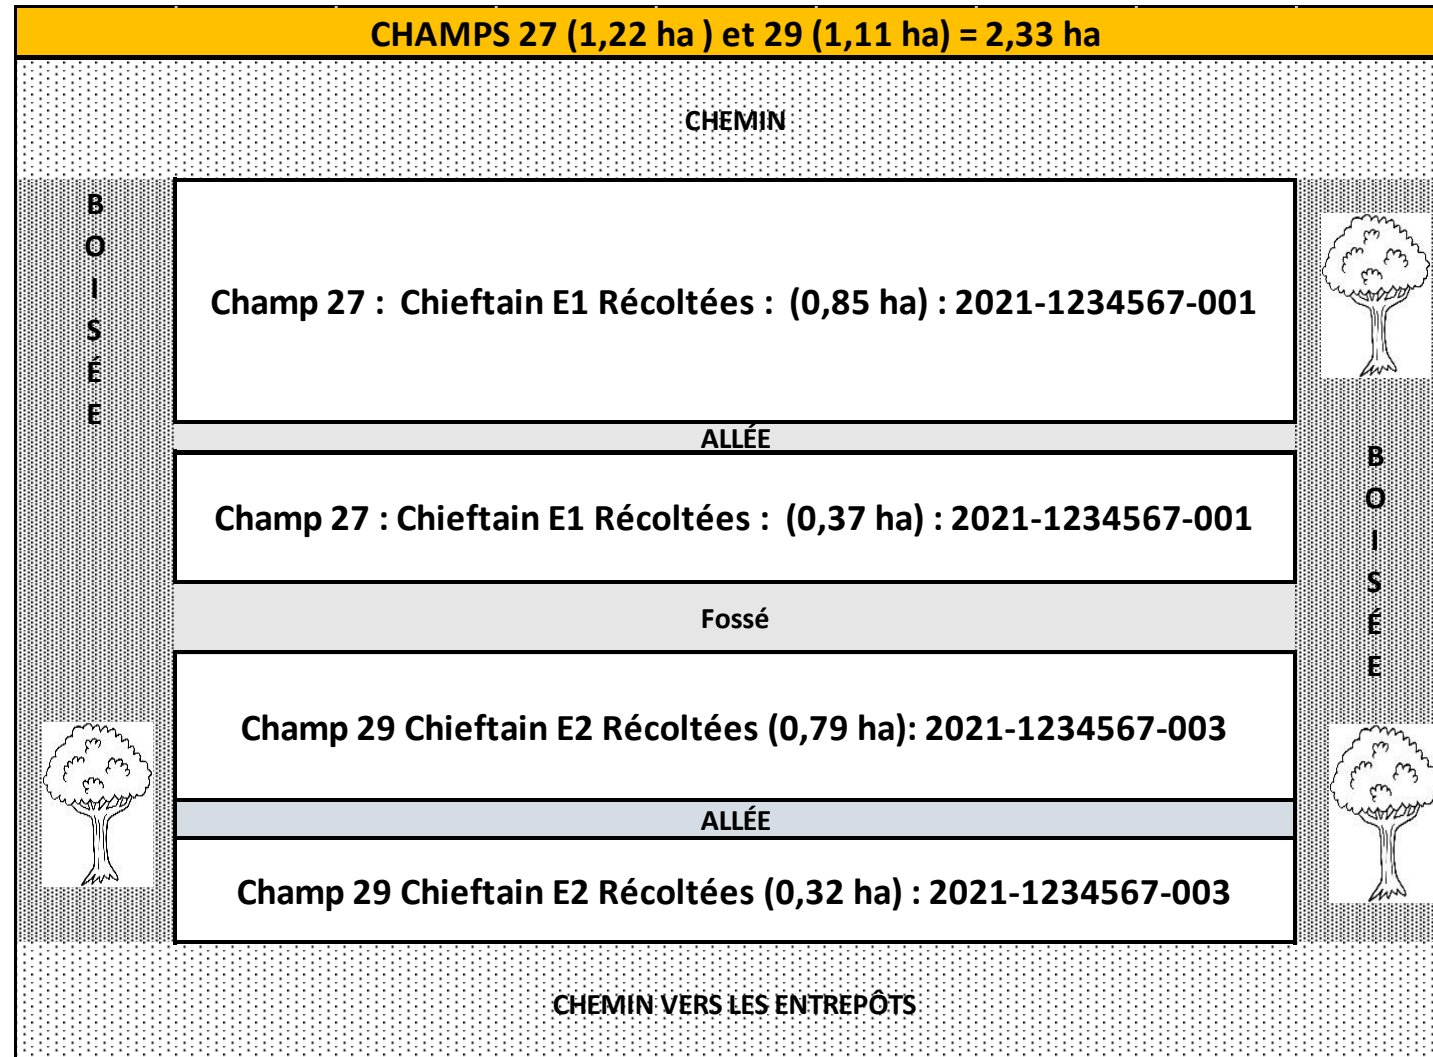 CHAMPS 27 (1,22 ha ) et 29 (1,11 ha) = 2,33 ha
CHEMIN
BOISÉE
Champ 27 : Chieftain E1 Récoltées : (0,85 ha) : 2021-1234567-001
ALLÉE
Champ 27 : Chieftain E1 Récoltées : (0,37 ha) : 2021-1234567-001
BOISÉE
Fossé
Champ 29 Chieftain E2 Récoltées (0,79 ha): 2021-1234567-003
ALLÉE
Champ 29 Chieftain E2 Récoltées (0,32 ha) : 2021-1234567-003
CHEMIN VERS LES ENTREPÔTS